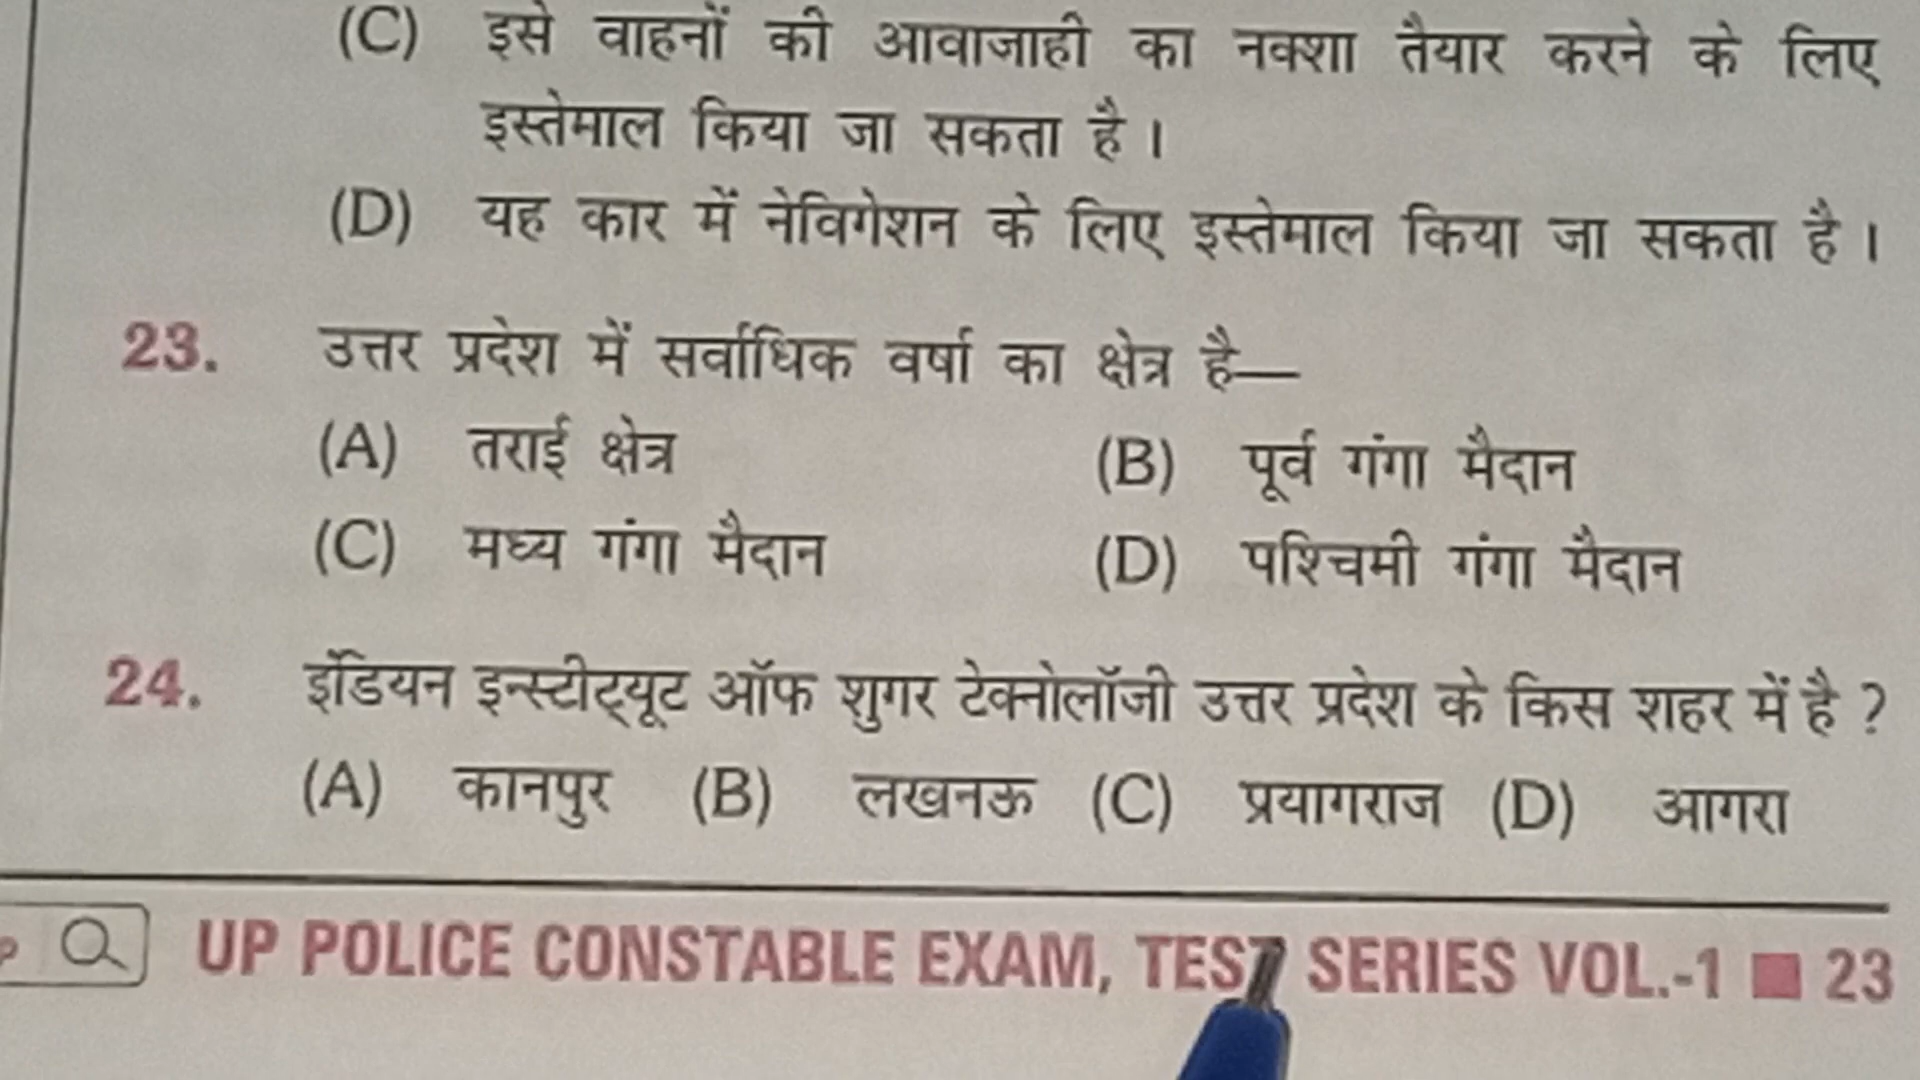 (C) इसे वाहनों की आवाजाही का नक्शा तैयार करने के लिए
इस्तेमाल किया जा सकता है ।
(D) यह कार में नेविगेशन के लिए इस्तेमाल किया जा सकता है ।
23. उत्तर प्रदेश में सर्वाधिक वर्षा का क्षेत्र है—
(A) तराई क्षेत्र (B) पूर्व गंगा मैदान
(C) मध्य गंगा मैदान (D) पश्चिमी गंगा मैदान
24. इंडियन इन्स्टीट्यूट ऑफ शुगर टेक्नोलॉजी उत्तर प्रदेश के किस शहर में है ?
(A) कानपुर (B) लखनऊ (C) प्रयागराज (D) आगरा
UP POLICE CONSTABLE EXAM, TEST SERIES VOL.-1 ■ 23